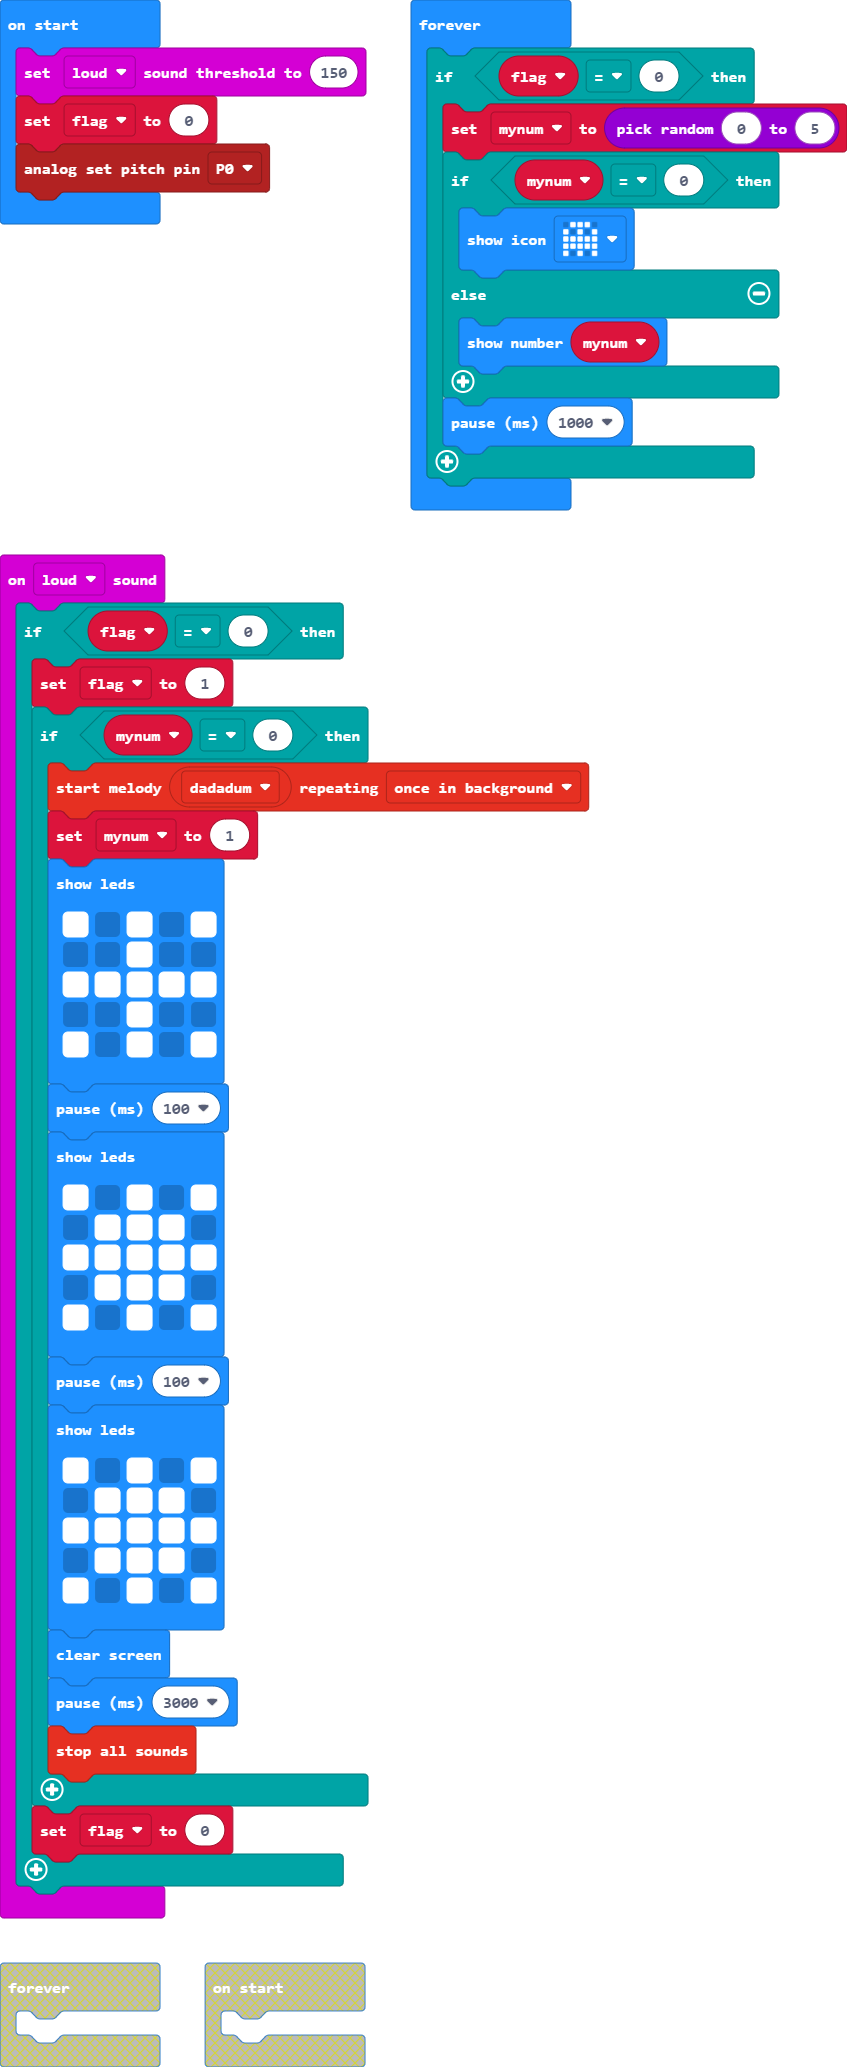 on start
set loud sound threshold to 150
set flag to 0
analog set pitch pin P0
forever
if flag = 0 then
set mynum to pick random 0 to 5
if mynum = 0 then
show icon
else
show number mynum
pause (ms) 1000
on loud sound
if flag = 0 then
set flag to 1
if mynum = 0 then
start melody dadadum repeating once in background
set mynum to 1
show leds
pause (ms) 100
show leds
pause (ms) 100
show leds
clear screen
pause (ms) 3000
stop all sounds
set flag to 0
forever
on start